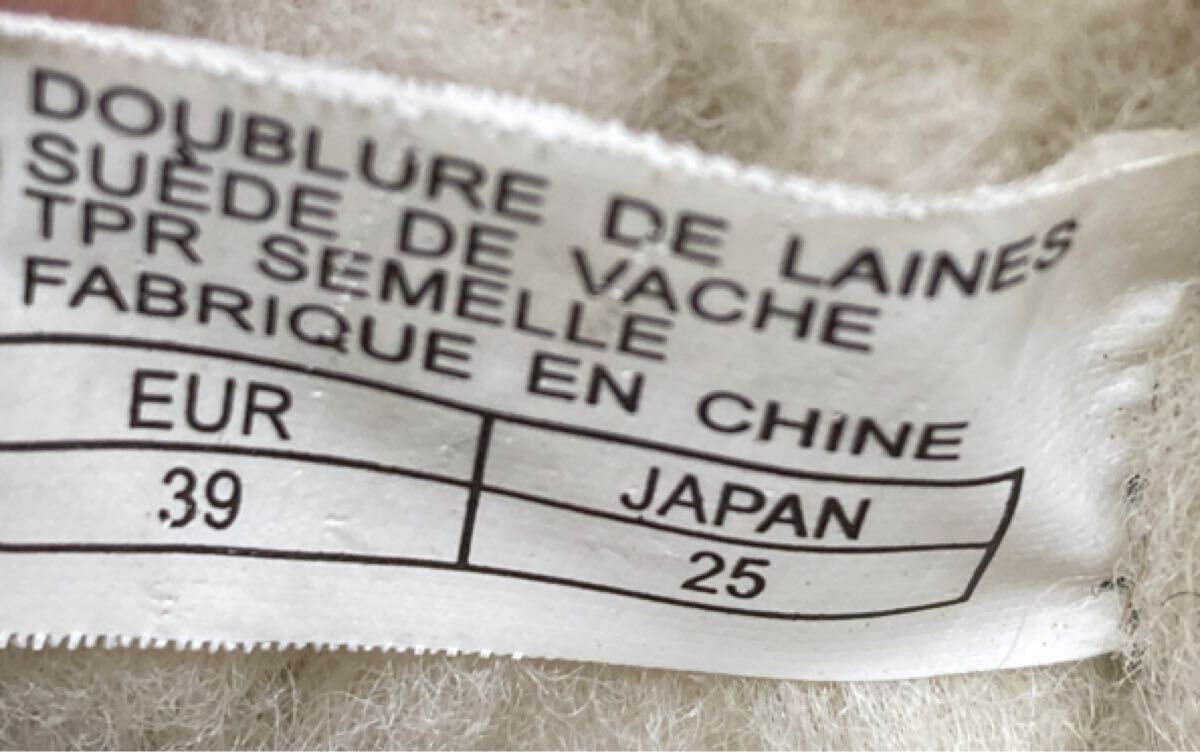 DOUBLURE DE LAINES
SUÈDE DE VACHE
TPR SEMELLE
FABRIQUE EN CHINE
EUR JAPAN
39 25